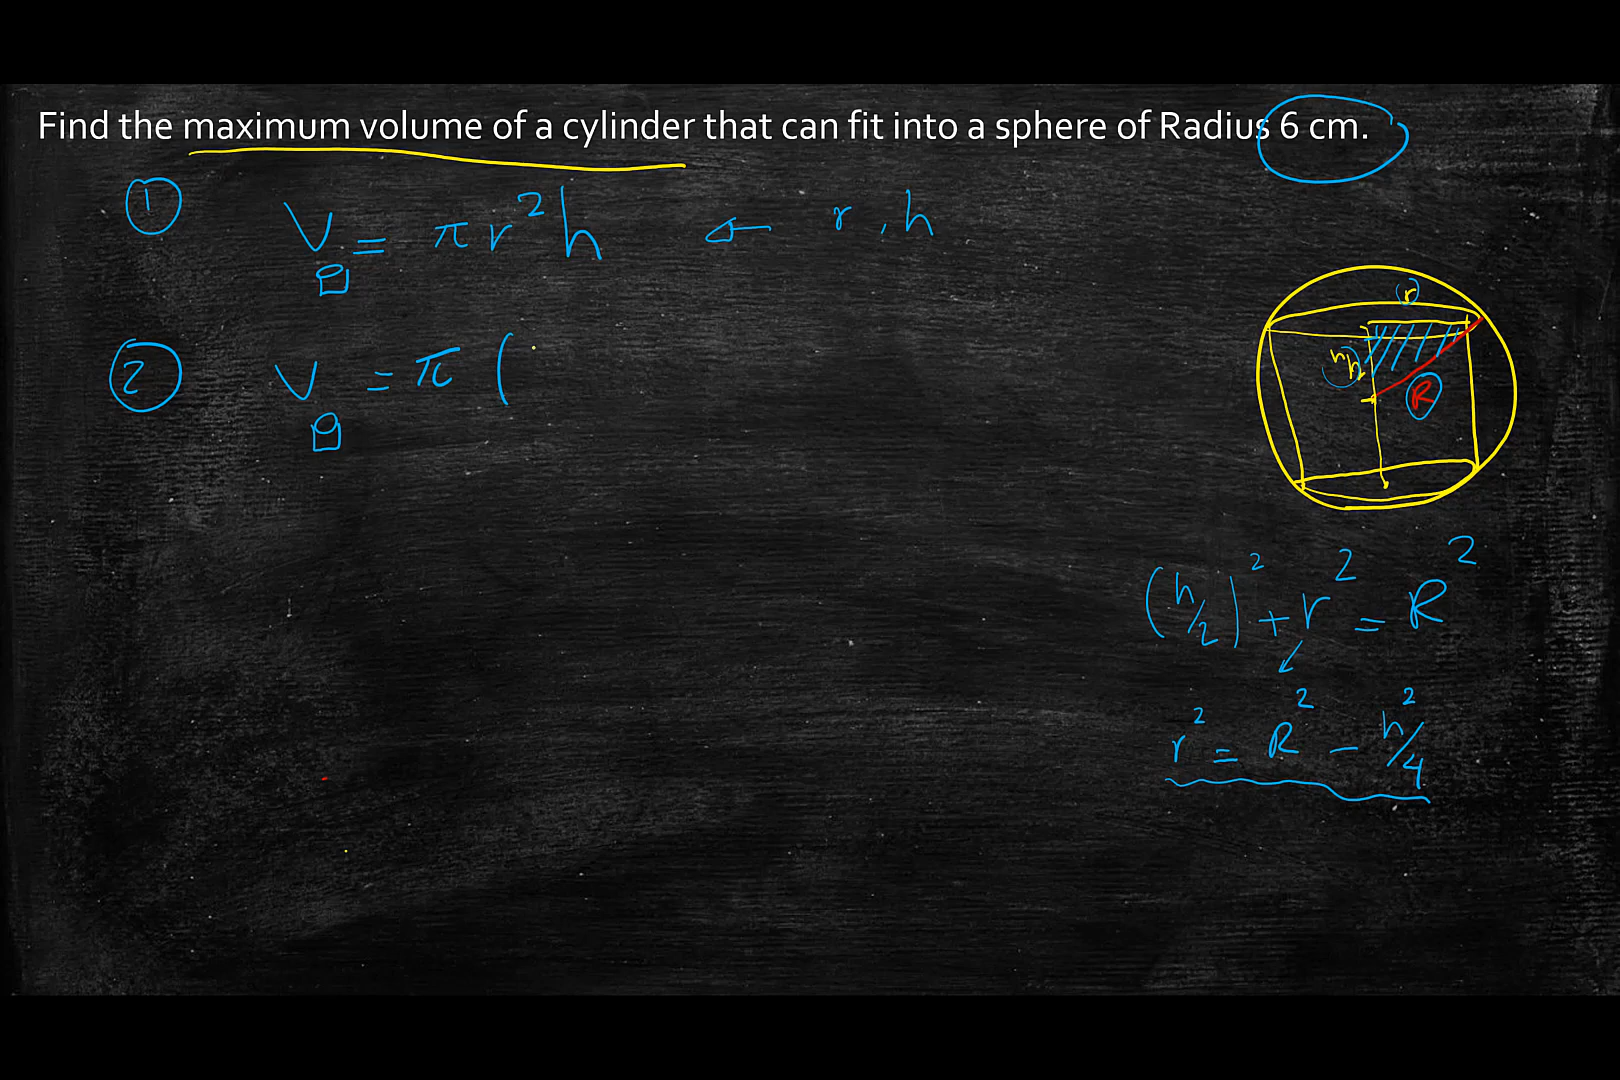 Find the maximum volume of a cylinder that can fit into a sphere of Radius 6 cm.
① V = πr²h ← r, h
② V = π (
r
h/2
R
(h/2)² + r² = R²
r² = R² - h²/4